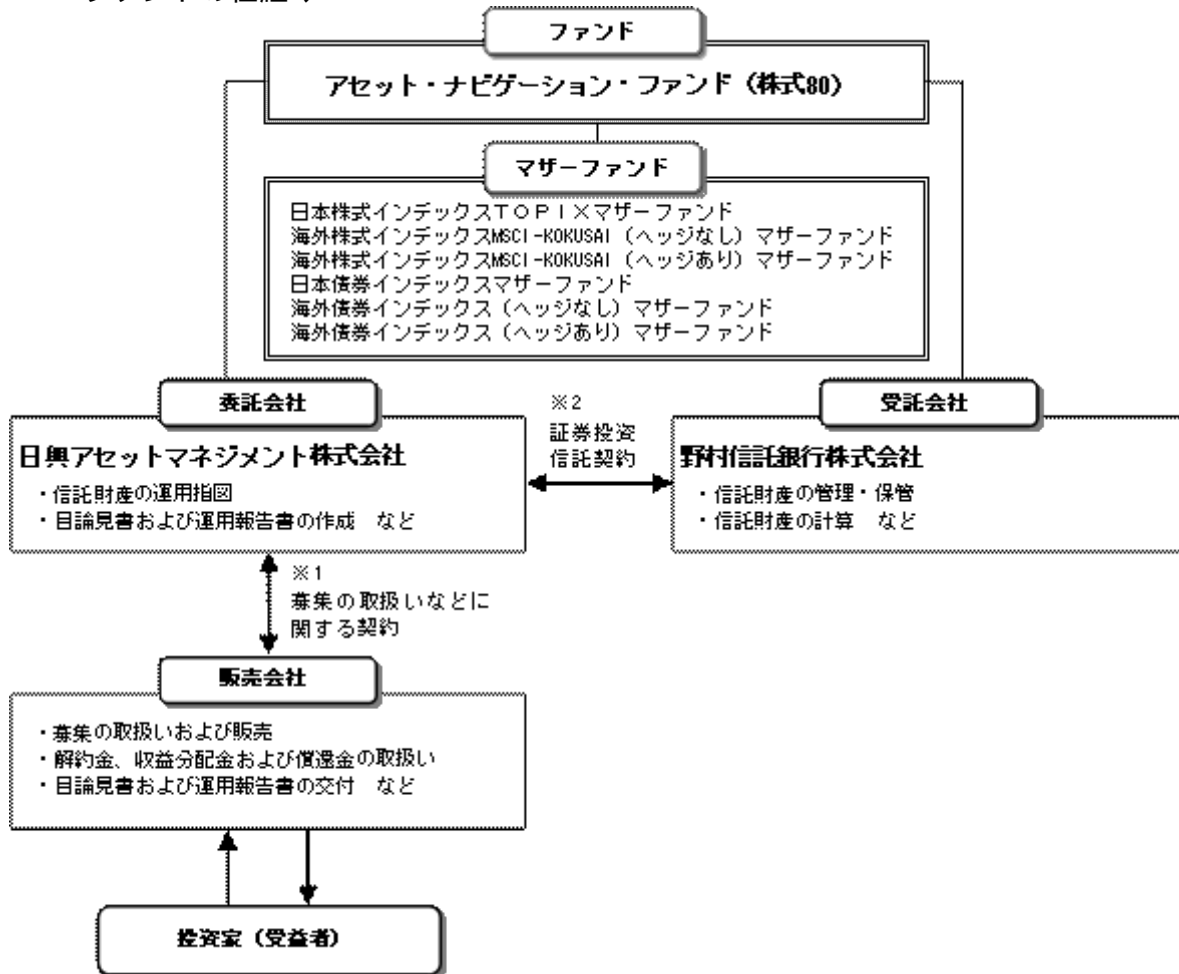 ファンドの仕組み
ファンド
アセット・ナビゲーション・ファンド（株式80）
マザーファンド
日本株式インデックスＴＯＰＩＸマザーファンド
海外株式インデックスMSCI-KOKUSAI（ヘッジなし）マザーファンド
海外株式インデックスMSCI-KOKUSAI（ヘッジあり）マザーファンド
日本債券インデックスマザーファンド
海外債券インデックス（ヘッジなし）マザーファンド
海外債券インデックス（ヘッジあり）マザーファンド
委託会社
日興アセットマネジメント株式会社
・信託財産の運用指図
・目論見書および運用報告書の作成　など
※2
証券投資
信託契約
受託会社
野村信託銀行株式会社
・信託財産の管理・保管
・信託財産の計算　など
※1
募集の取扱いなどに
関する契約
販売会社
・募集の取扱いおよび販売
・解約金、収益分配金および償還金の取扱い
・目論見書および運用報告書の交付　など
投資家（受益者）